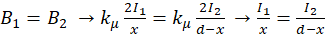 B₁ = B₂ → k_μ 2I₁/x = k_μ 2I₂/(d−x) → I₁/x = I₂/(d−x)